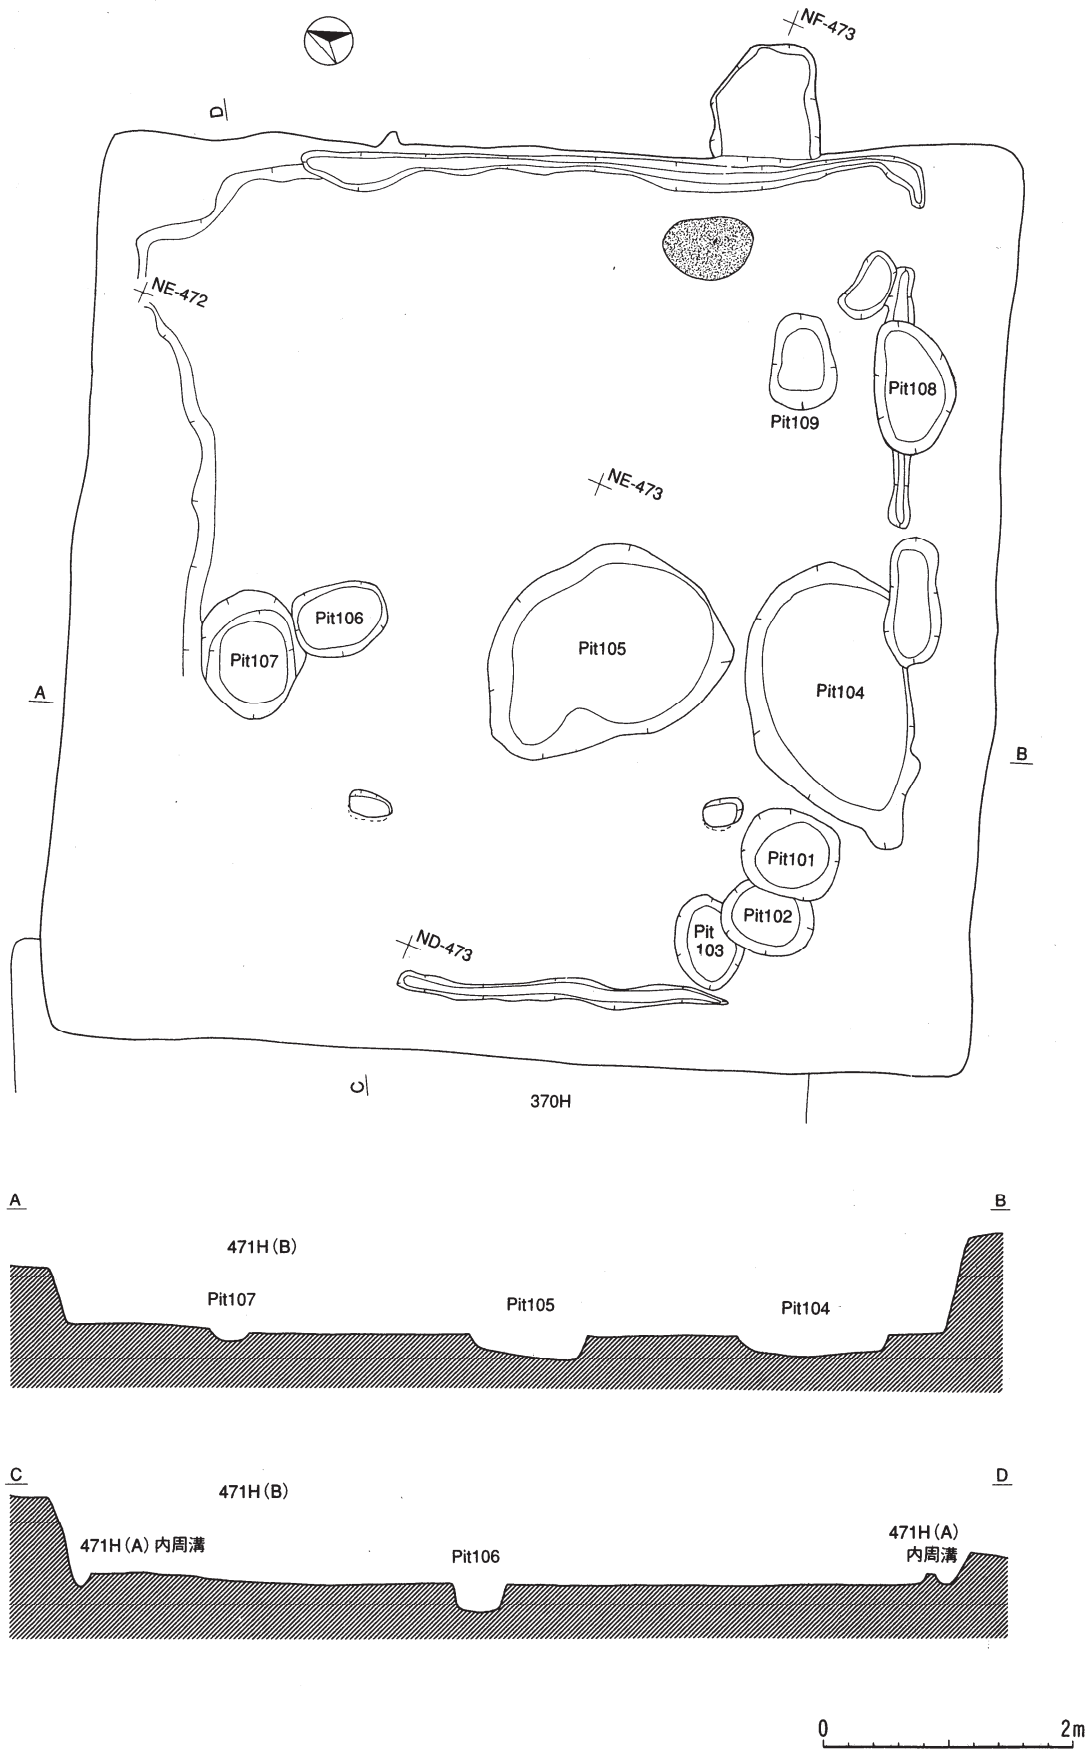 NF-473
D
NE-472
Pit108
Pit109
NE-473
Pit106
Pit105
Pit107
Pit104
A
B
Pit101
Pit102
Pit
103
ND-473
C
370H
A
B
471H(B)
Pit107
Pit105
Pit104
C
D
471H(B)
471H(A)
471H(A)内周溝
内周溝
Pit106
0
2m